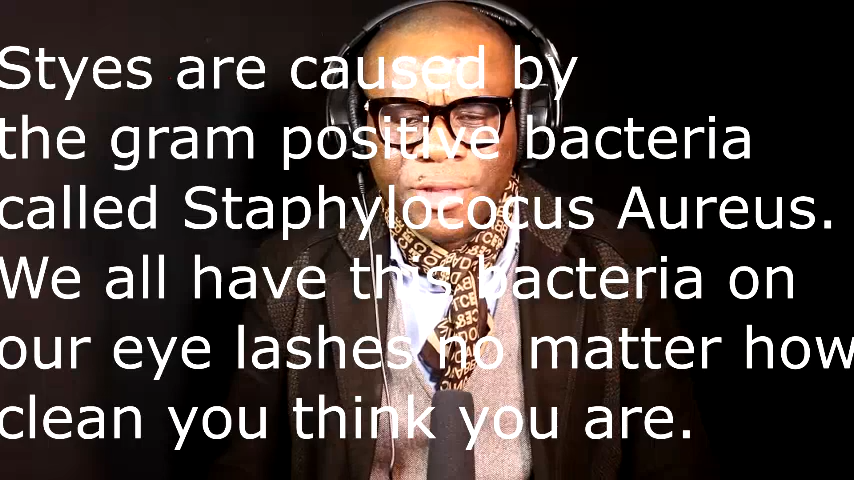 Styes are caused by
the gram positive bacteria
called Staphylococus Aureus.
We all have this bacteria on
our eye lashes no matter how
clean you think you are.